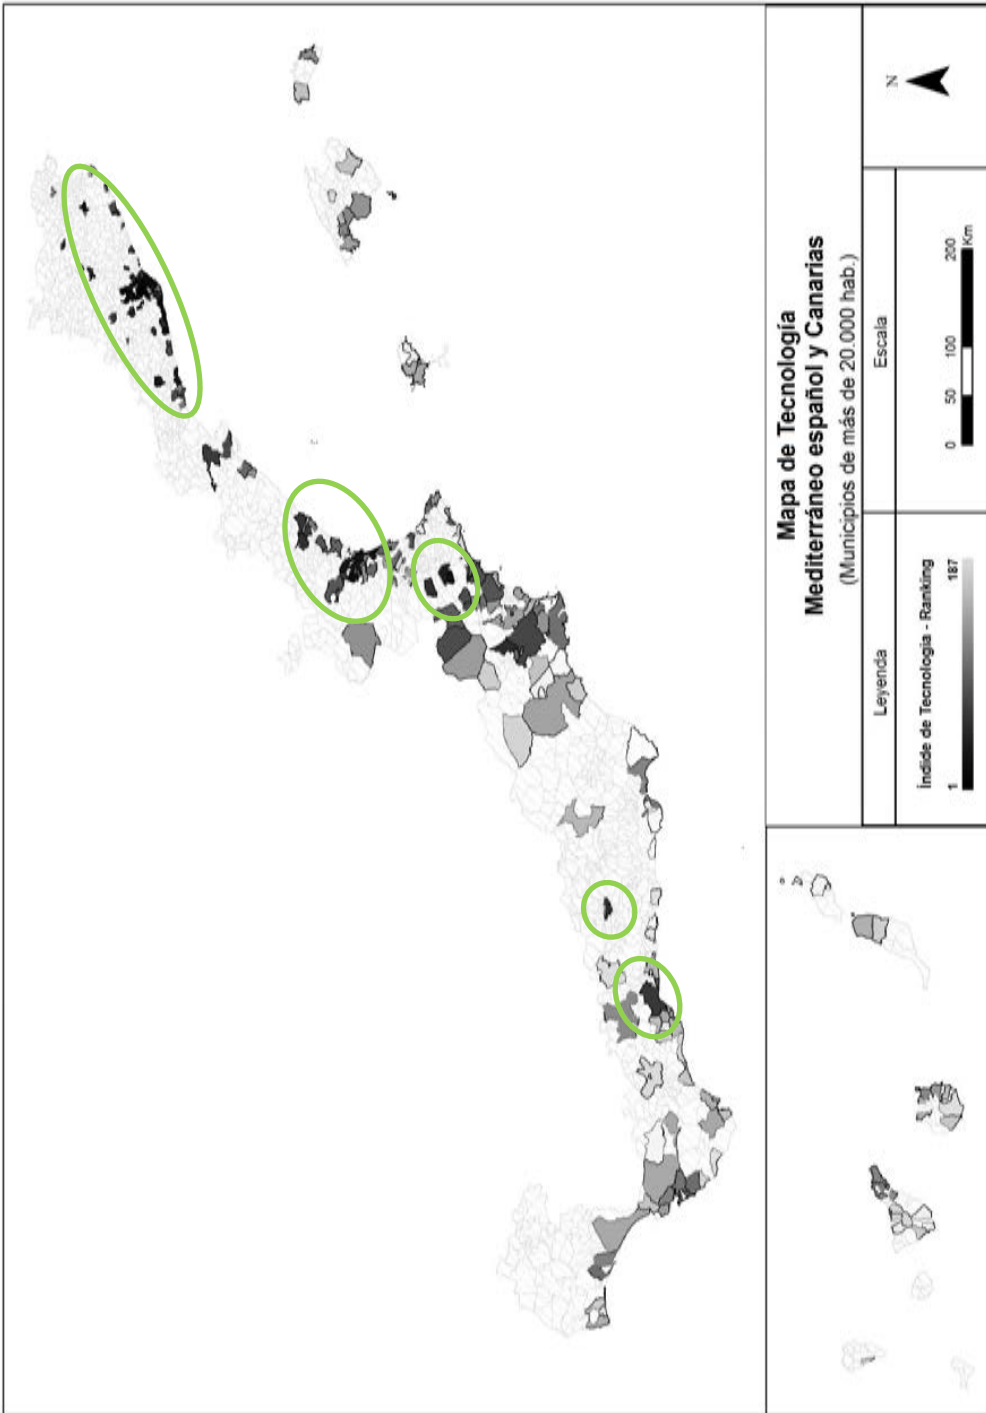 Mapa de Tecnología
Mediterráneo español y Canarias
(Municipios de más de 20.000 hab.)
Leyenda
Índide de Tecnología - Ranking
1
187
Escala
0
50
100
200
Km
N